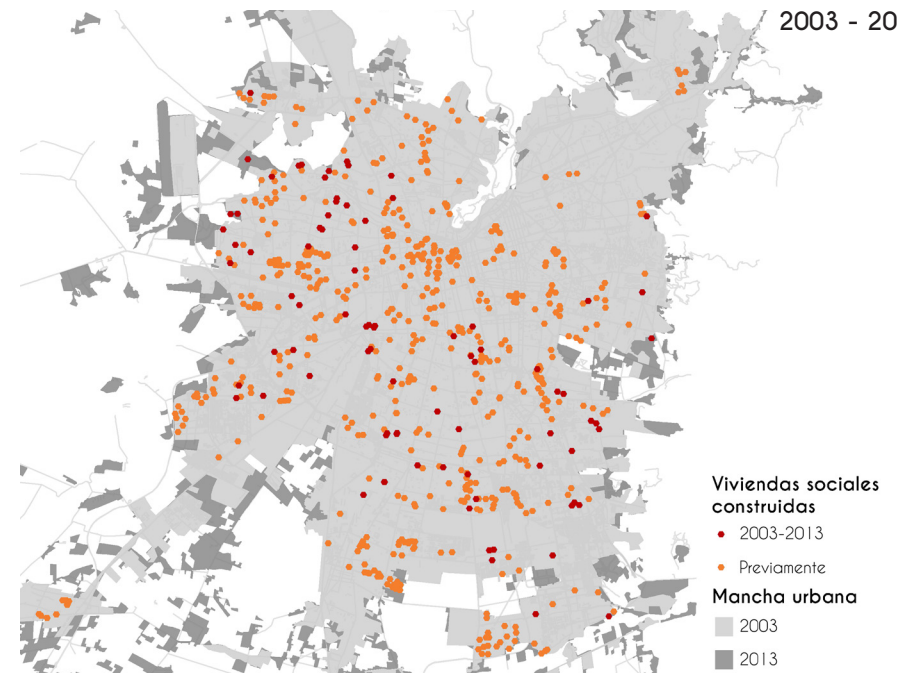 2003 - 20
Viviendas sociales
construidas
2003-2013
Previamente
Mancha urbana
2003
2013